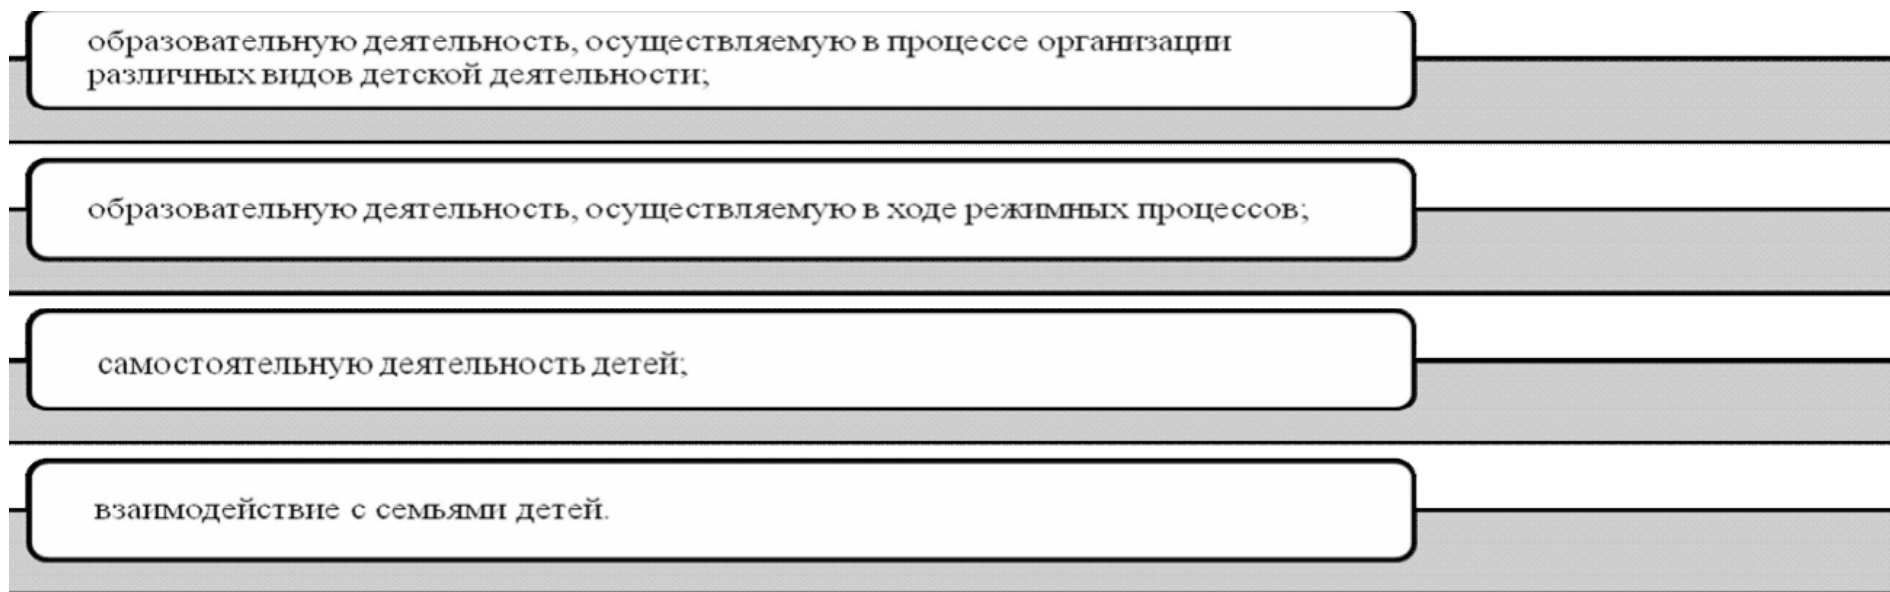 образовательную деятельность, осуществляемую в процессе организации
различных видов детской деятельности;
образовательную деятельность, осуществляемую в ходе режимных процессов;
самостоятельную деятельность детей;
взаимодействие с семьями детей.